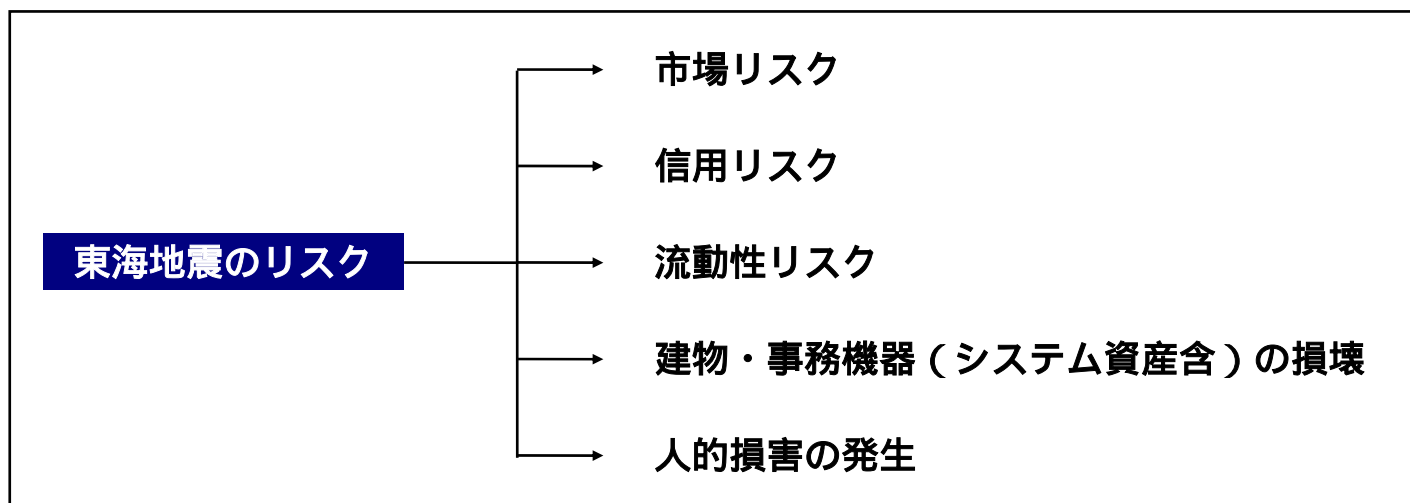 市場リスク
信用リスク
東海地震のリスク
流動性リスク
建物・事務機器(システム資産含)の損壊
人的損害の発生